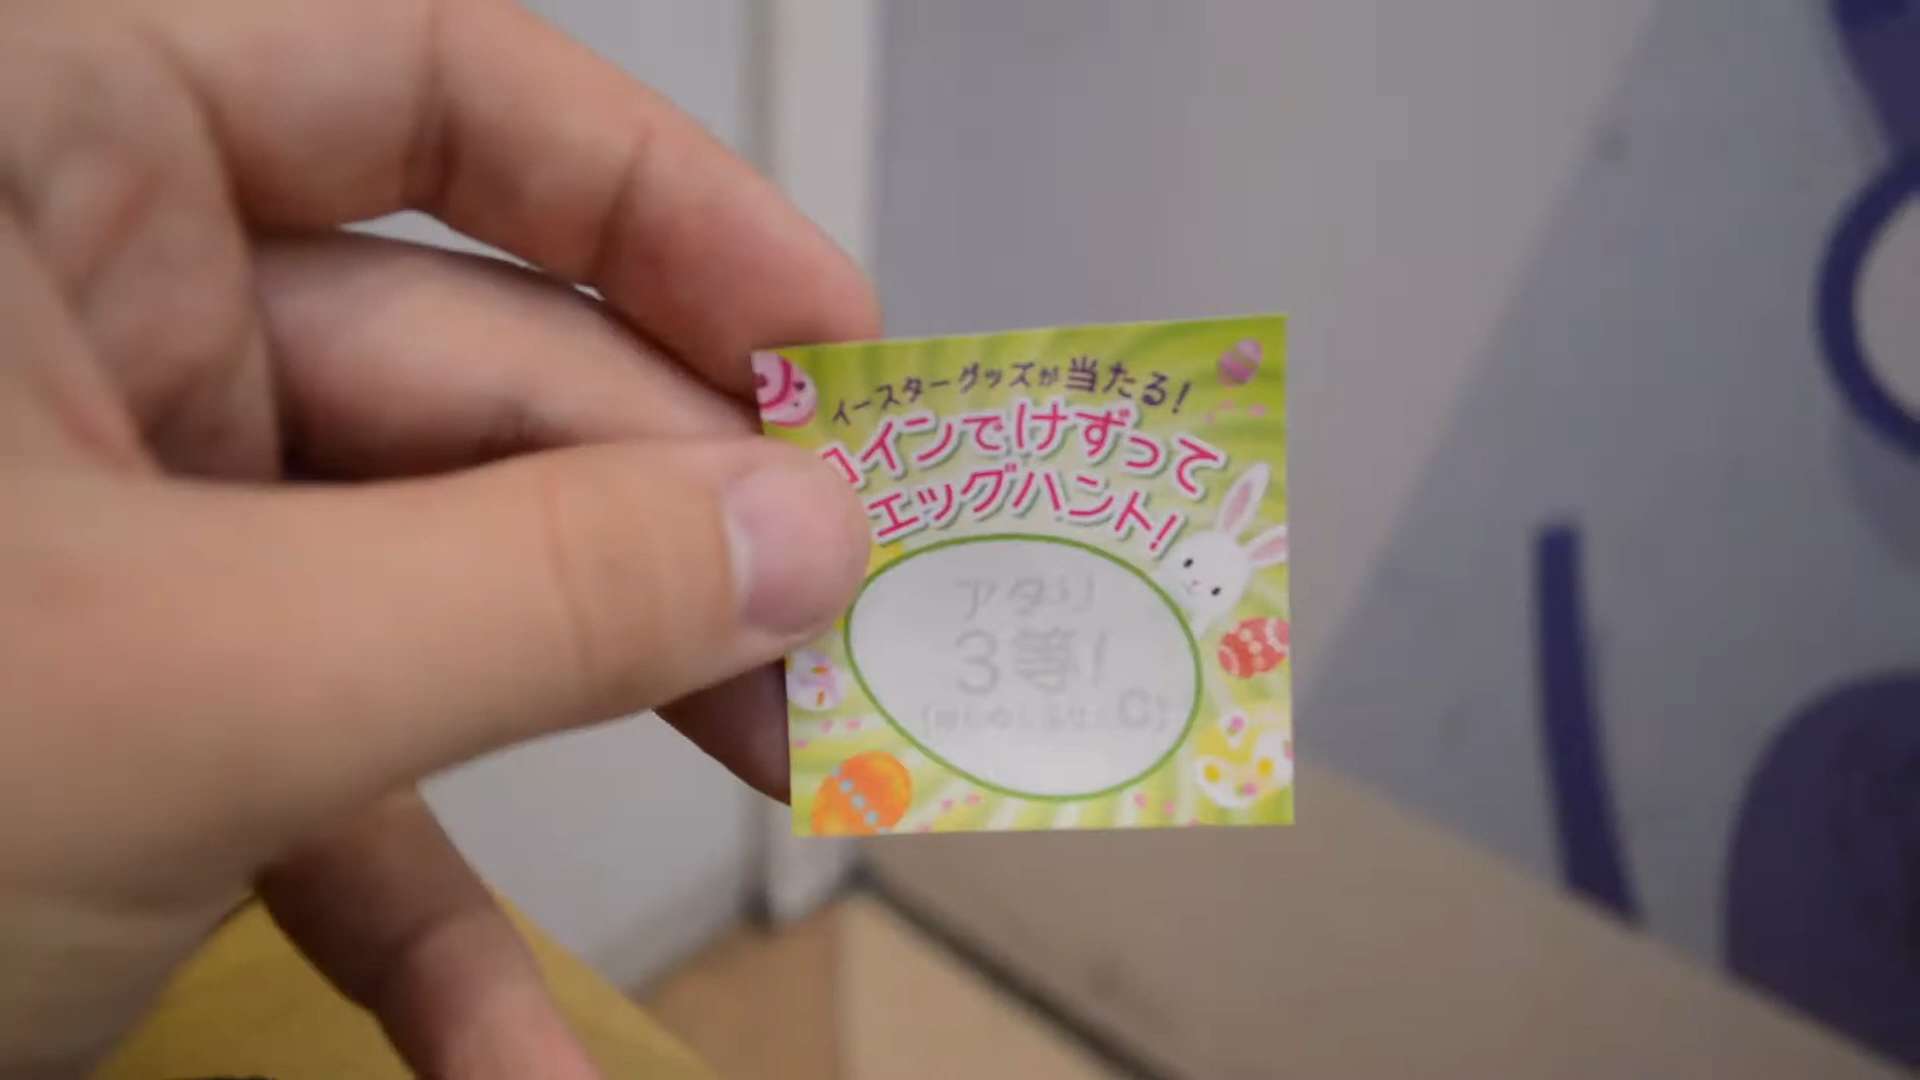 イースターグッズが当たる!
コインでけずって
エッグハント!
アタリ
3等!